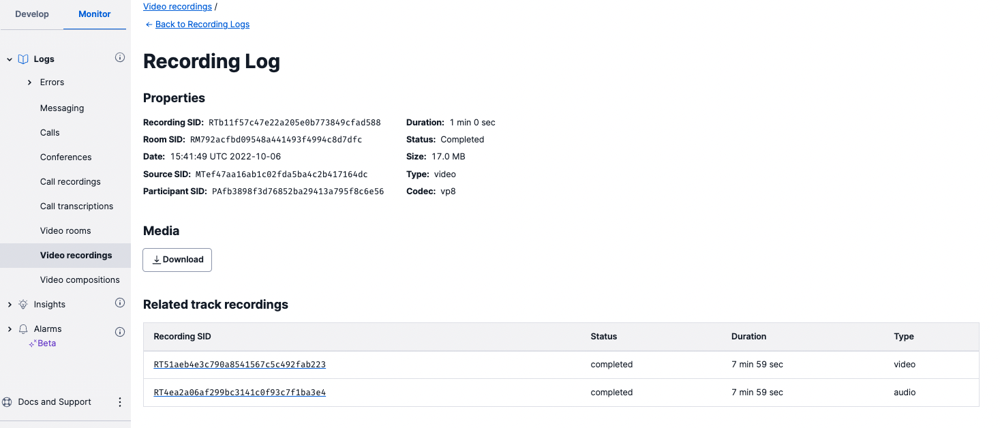 Develop Monitor
Logs
Errors
Messaging
Calls
Conferences
Call recordings
Call transcriptions
Video rooms
Video recordings
Video compositions
Insights
Alarms
Beta
Docs and Support
Video recordings /
← Back to Recording Logs
Recording Log
Properties
Recording SID: RTb11f57c47e22a205e0b773849cfad588
Room SID: RM792acfbd09548a441493f4994c8d7dfc
Date: 15:41:49 UTC 2022-10-06
Source SID: MTef47aa16ab1c02fda5ba4c2b417164dc
Participant SID: PAfb3898f3d76852ba29413a795f8c6e56
Duration: 1 min 0 sec
Status: Completed
Size: 17.0 MB
Type: video
Codec: vp8
Media
Download
Related track recordings
Recording SID Status Duration Type
RT51aeb4e3c790a8541567c5c492fab223 completed 7 min 59 sec video
RT4ea2a06af299bc3141c0f93c7f1ba3e4 completed 7 min 59 sec audio